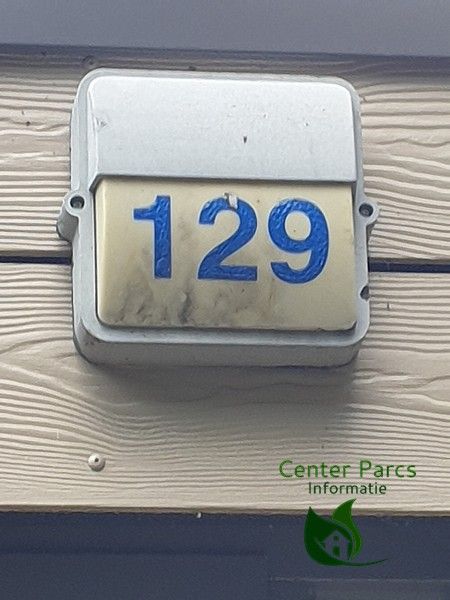 129
Center Parcs
Informatie